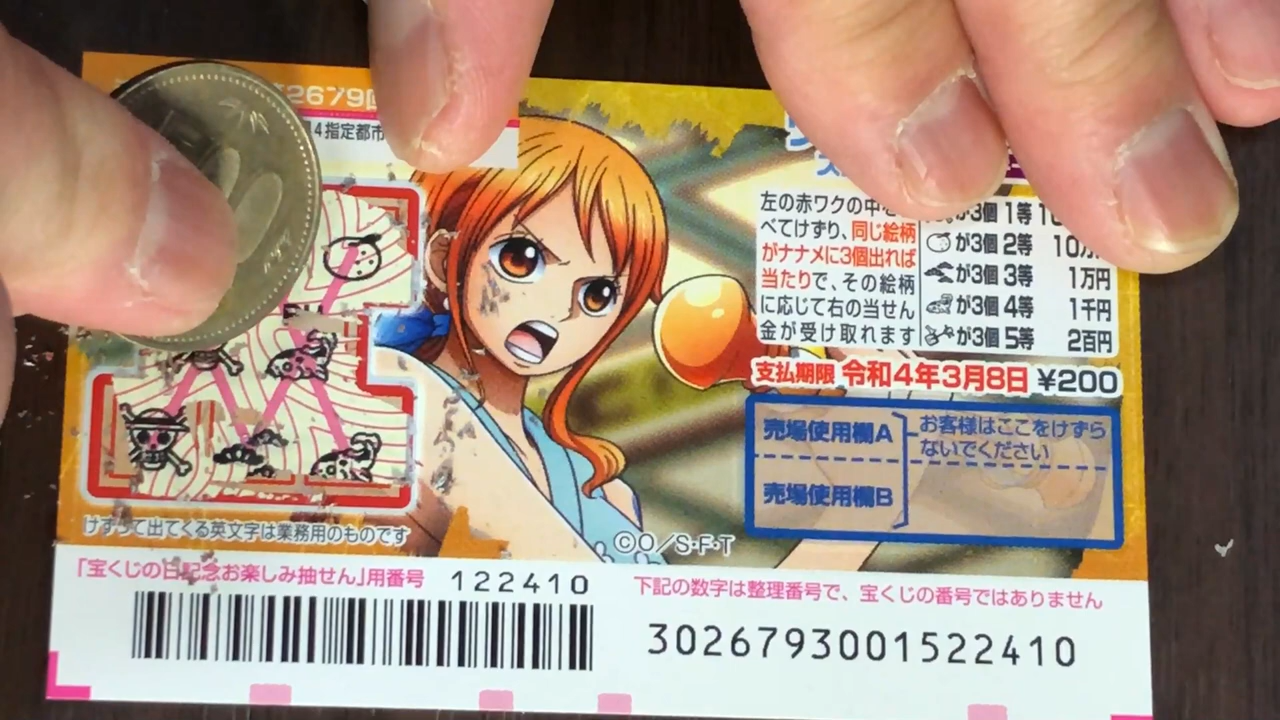 2679回
4指定都市
左の赤ワクの中を
べてけずり、同じ絵柄
がナナメに3個出れば
当たりで、その絵柄
に応じて右の当せん
金が受け取れます
が3個 1等
が3個 2等 10万
が3個 3等 1万円
が3個 4等 1千円
が3個 5等 2百円
支払期限 令和4年3月8日 ¥200
売場使用欄A
お客様はここをけずら
ないでください
売場使用欄B
けずって出てくる英文字は業務用のものです
©O/S・F・T
「宝くじの日記念お楽しみ抽せん」用番号 122410
下記の数字は整理番号で、宝くじの番号ではありません
3026793001522410